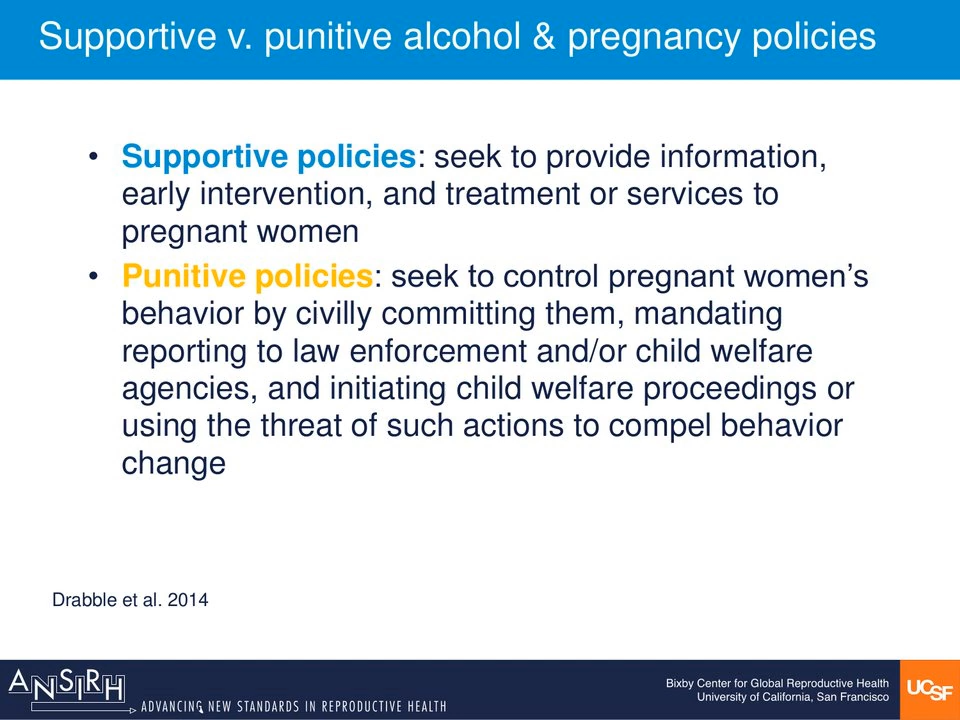 Supportive v. punitive alcohol & pregnancy policies
• Supportive policies: seek to provide information,
early intervention, and treatment or services to
pregnant women
• Punitive policies: seek to control pregnant women’s
behavior by civilly committing them, mandating
reporting to law enforcement and/or child welfare
agencies, and initiating child welfare proceedings or
using the threat of such actions to compel behavior
change
Drabble et al. 2014
ANSIRH
ADVANCING NEW STANDARDS IN REPRODUCTIVE HEALTH
Bixby Center for Global Reproductive Health
University of California, San Francisco
UCSF